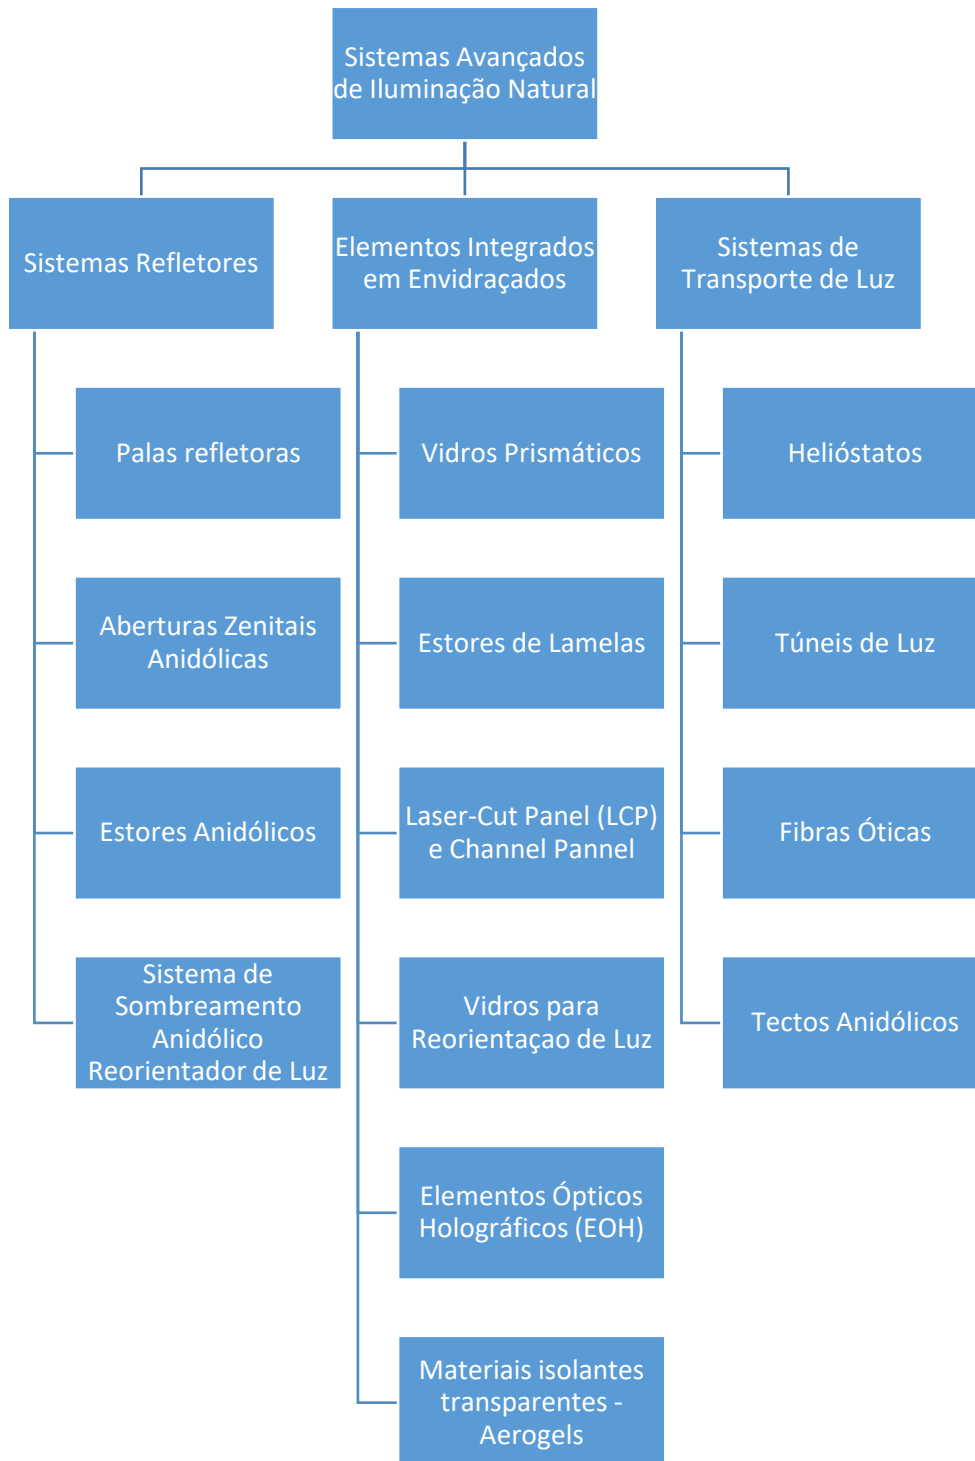 Sistemas Avançados
de Iluminação Natural
Sistemas Refletores
Palas refletoras
Aberturas Zenitais
Anidólicas
Estores Anidólicos
Sistema de
Sombreamento
Anidólico
Reorientador de Luz
Elementos Integrados
em Envidraçados
Vidros Prismáticos
Estores de Lamelas
Laser-Cut Panel (LCP)
e Channel Pannel
Vidros para
Reorientaçao de Luz
Elementos Ópticos
Holográficos (EOH)
Materiais isolantes
transparentes -
Aerogels
Sistemas de
Transporte de Luz
Helióstatos
Túneis de Luz
Fibras Óticas
Tectos Anidólicos